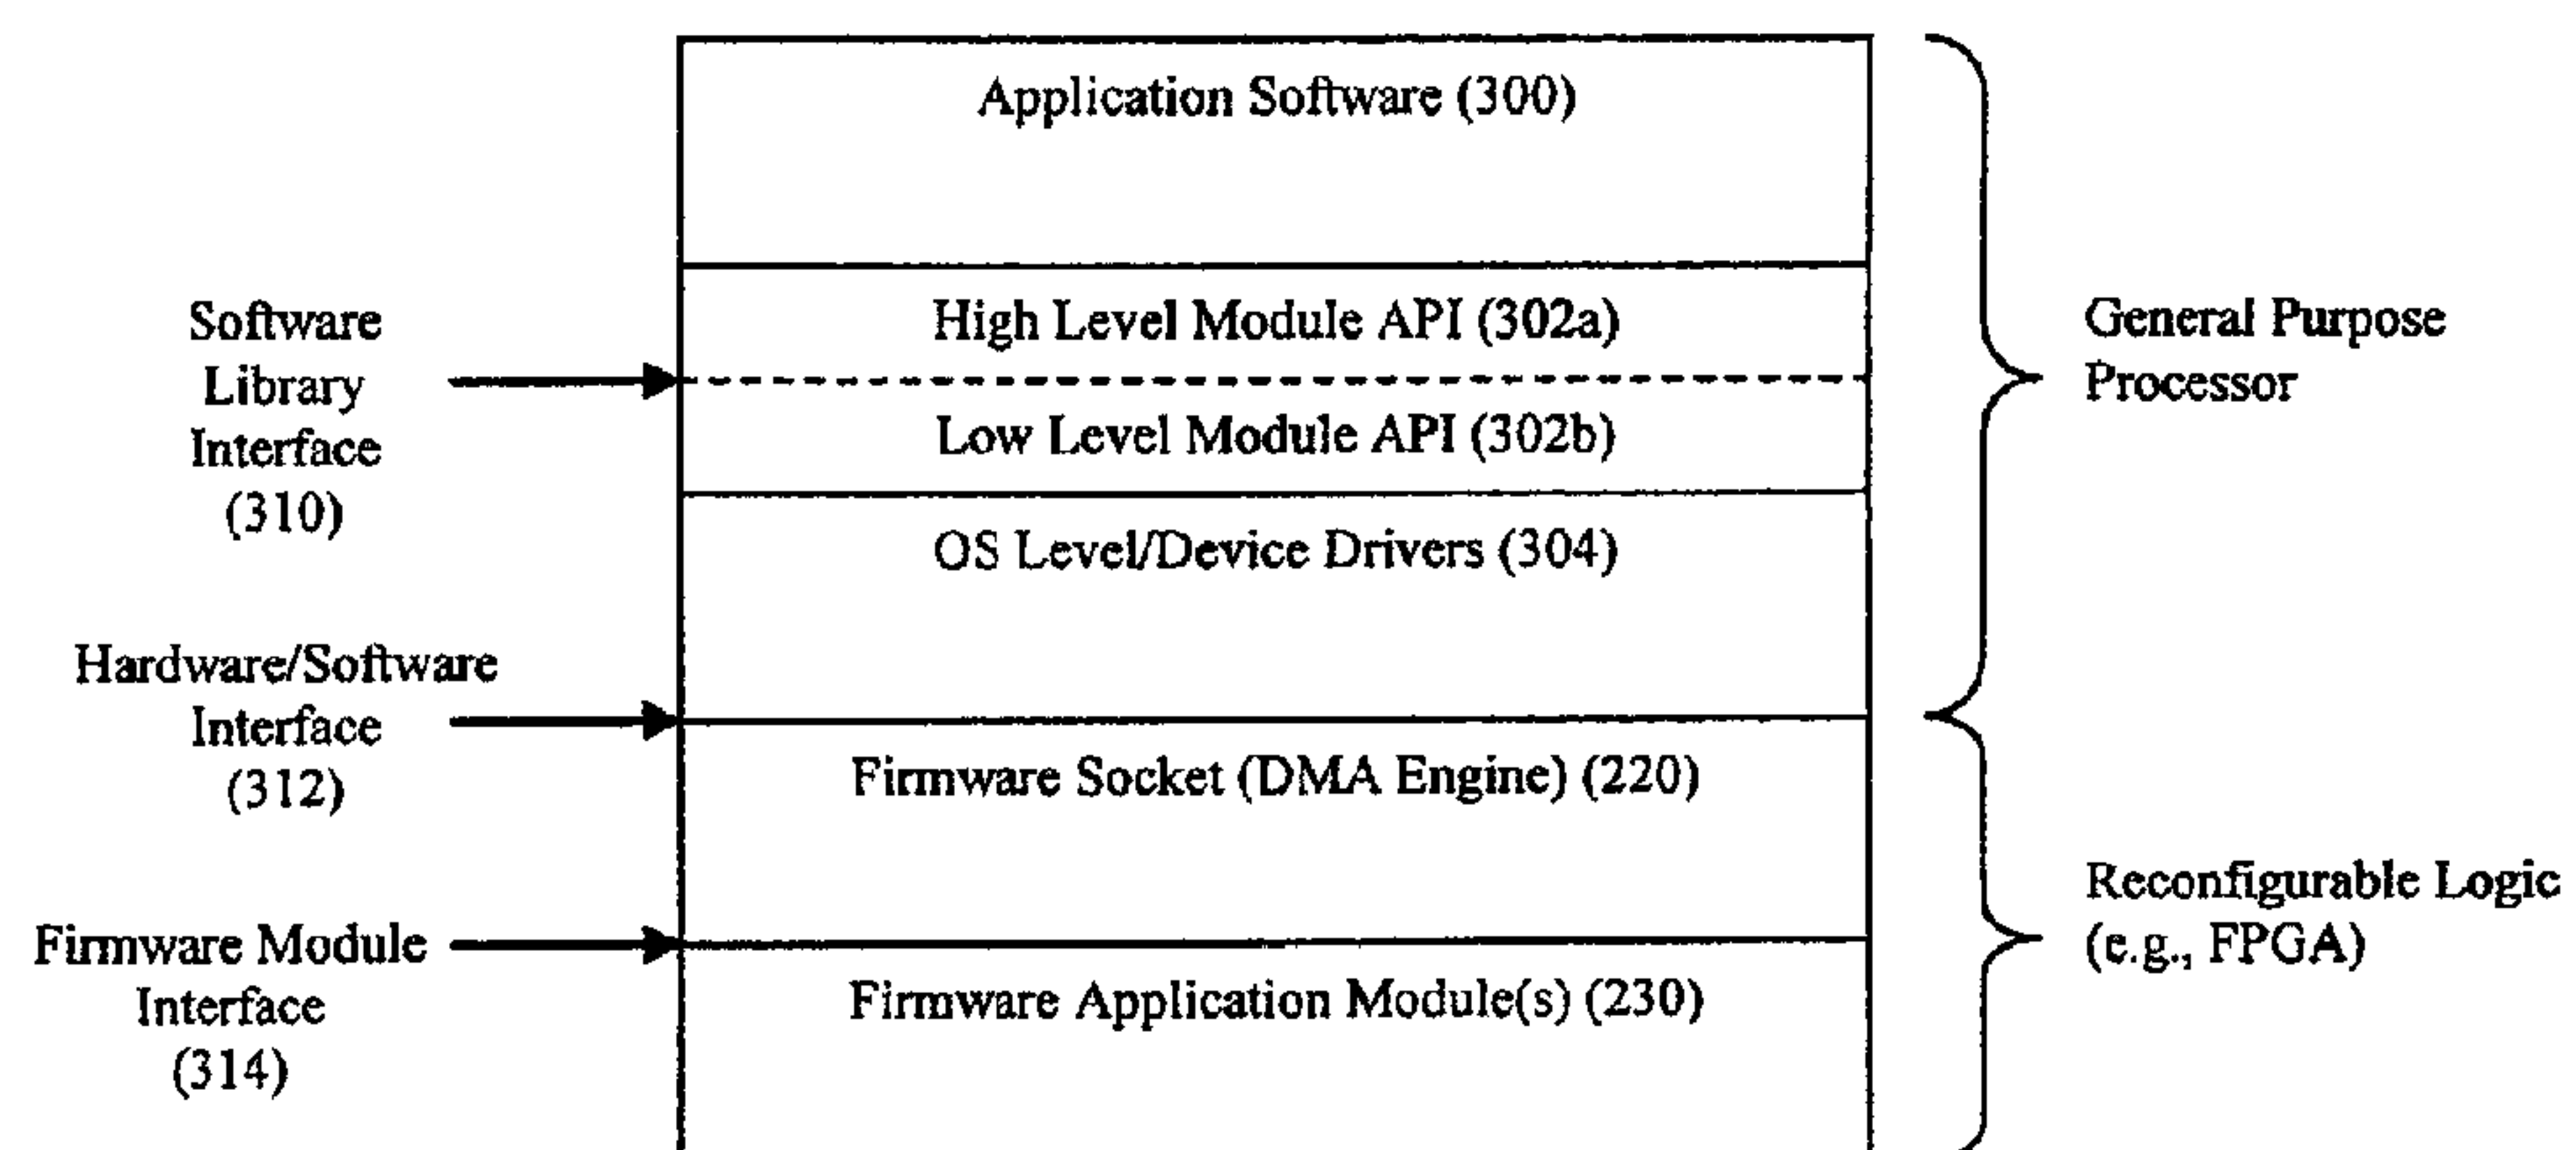 Application Software (300)
High Level Module API (302a)
Low Level Module API (302b)
OS Level/Device Drivers (304)
Firmware Socket (DMA Engine) (220)
Firmware Application Module(s) (230)
Software
Library
Interface
(310)
Hardware/Software
Interface
(312)
Firmware Module
Interface
(314)
General Purpose
Processor
Reconfigurable Logic
(e.g., FPGA)